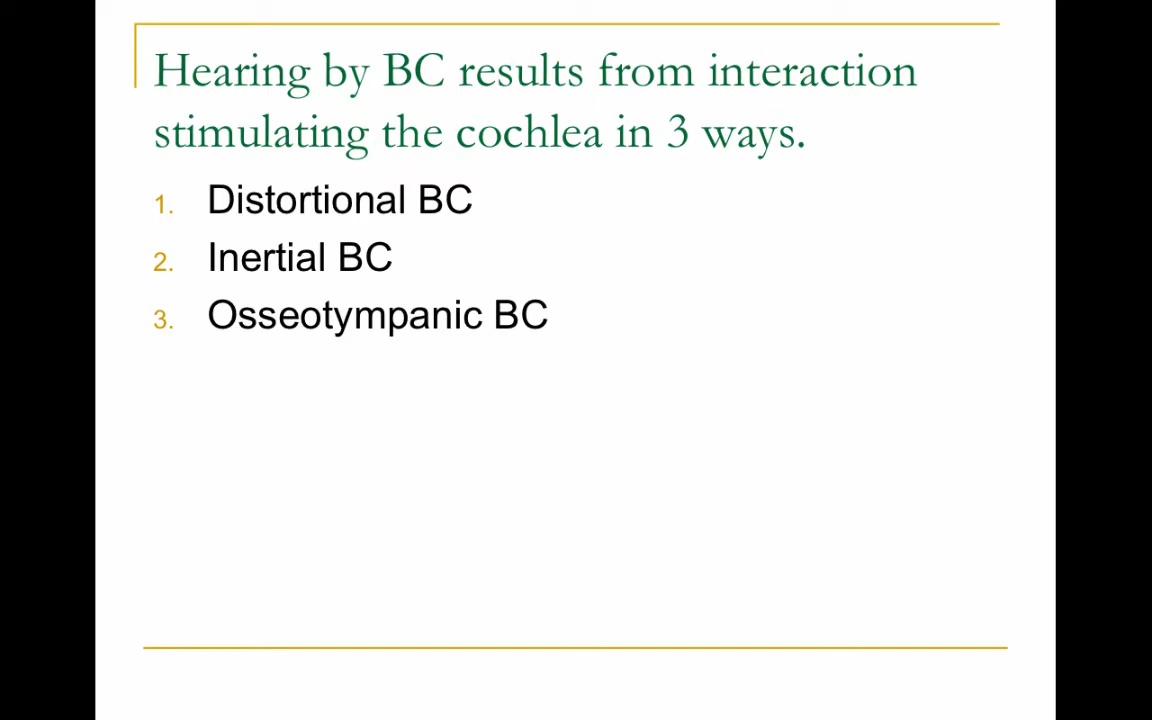 Hearing by BC results from interaction
stimulating the cochlea in 3 ways.
1. Distortional BC
2. Inertial BC
3. Osseotympanic BC